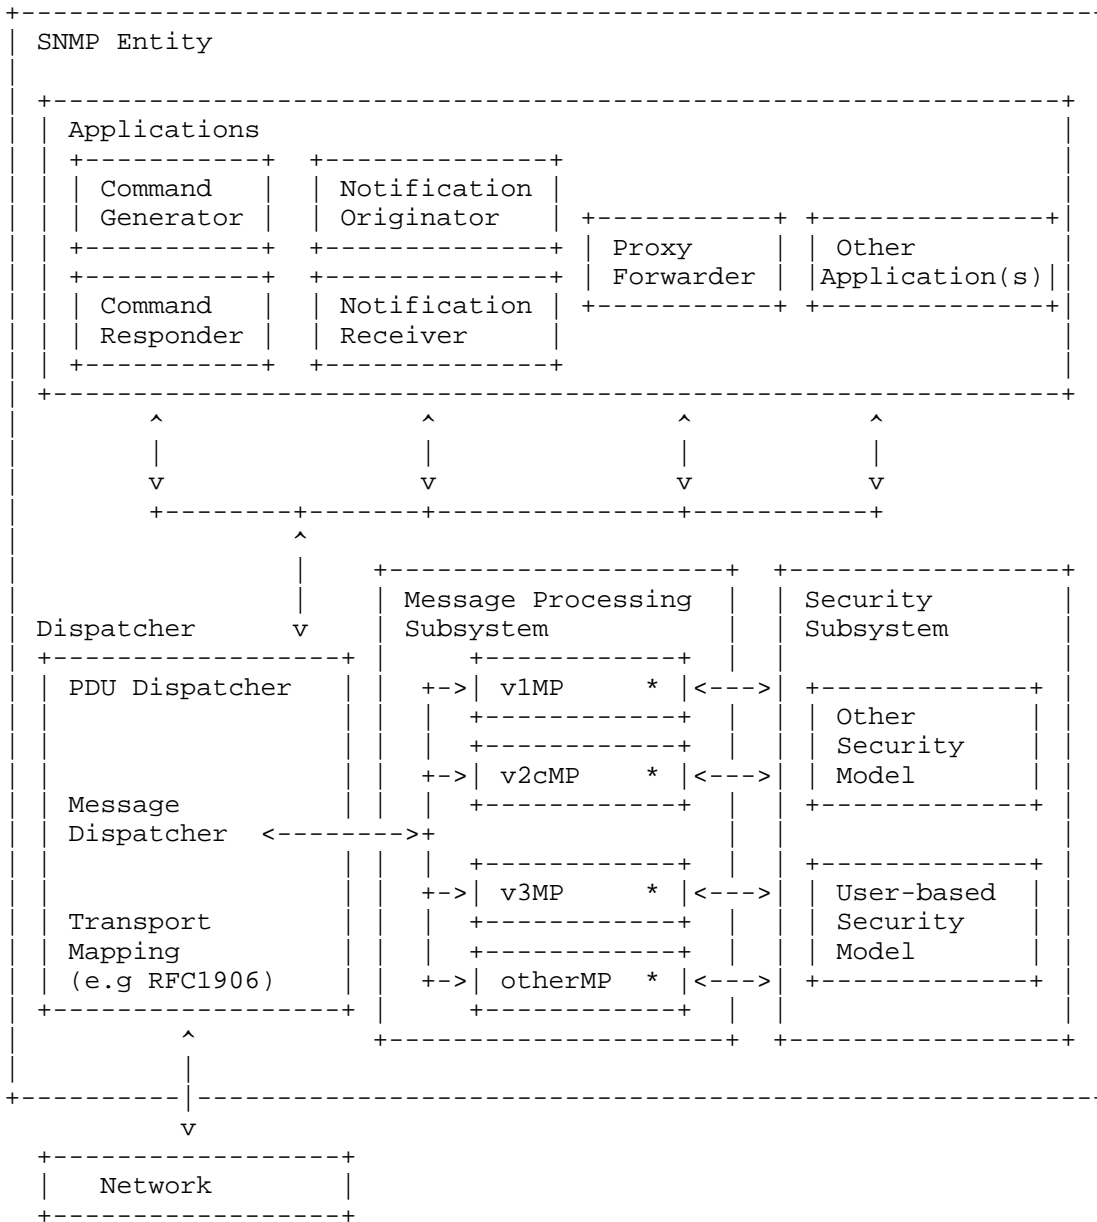 SNMP Entity
Applications
Command
Generator
Notification
Originator
Proxy
Forwarder
Other
Application(s)
Command
Responder
Notification
Receiver
Dispatcher
PDU Dispatcher
Message
Dispatcher
Transport
Mapping
(e.g RFC1906)
Message Processing
Subsystem
v1MP *
v2cMP *
v3MP *
otherMP *
Security
Subsystem
Other
Security
Model
User-based
Security
Model
Network